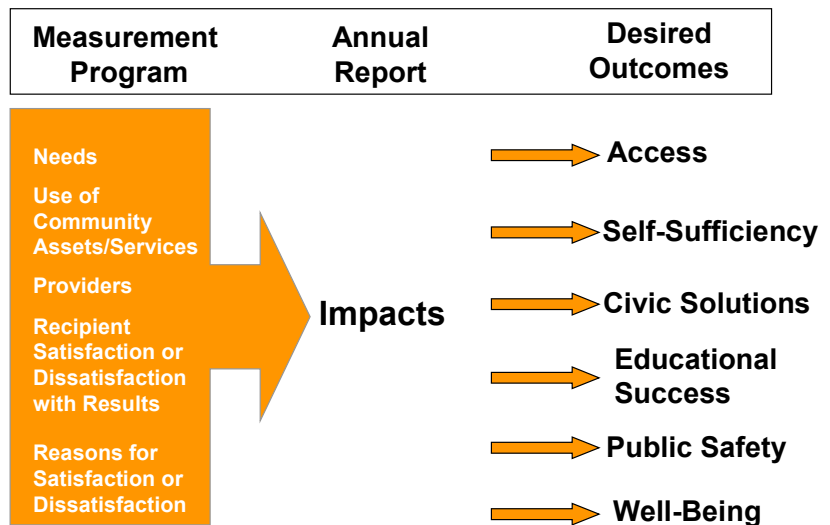 Measurement
Program
Annual
Report
Desired
Outcomes
Needs
Use of
Community
Assets/Services
Providers
Recipient
Satisfaction or
Dissatisfaction
with Results
Reasons for
Satisfaction or
Dissatisfaction
Impacts
Access
Self-Sufficiency
Civic Solutions
Educational
Success
Public Safety
Well-Being